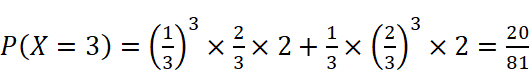 P(X = 3) = (1/3)^3 × 2/3 × 2 + 1/3 × (2/3)^3 × 2 = 20/81